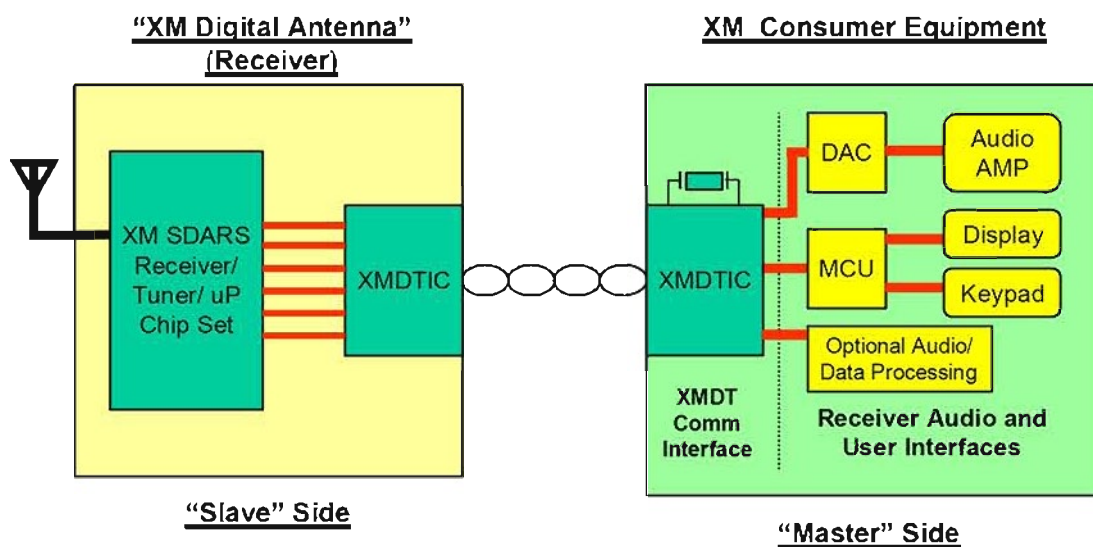 “XM Digital Antenna”
(Receiver)
XM Consumer Equipment
XM SDARS
Receiver/
Tuner/ uP
Chip Set
XMDTIC
XMDTIC
DAC
Audio
AMP
MCU
Display
Keypad
Optional Audio/
Data Processing
XMDT
Comm
Interface
Receiver Audio and
User Interfaces
“Slave” Side
“Master” Side